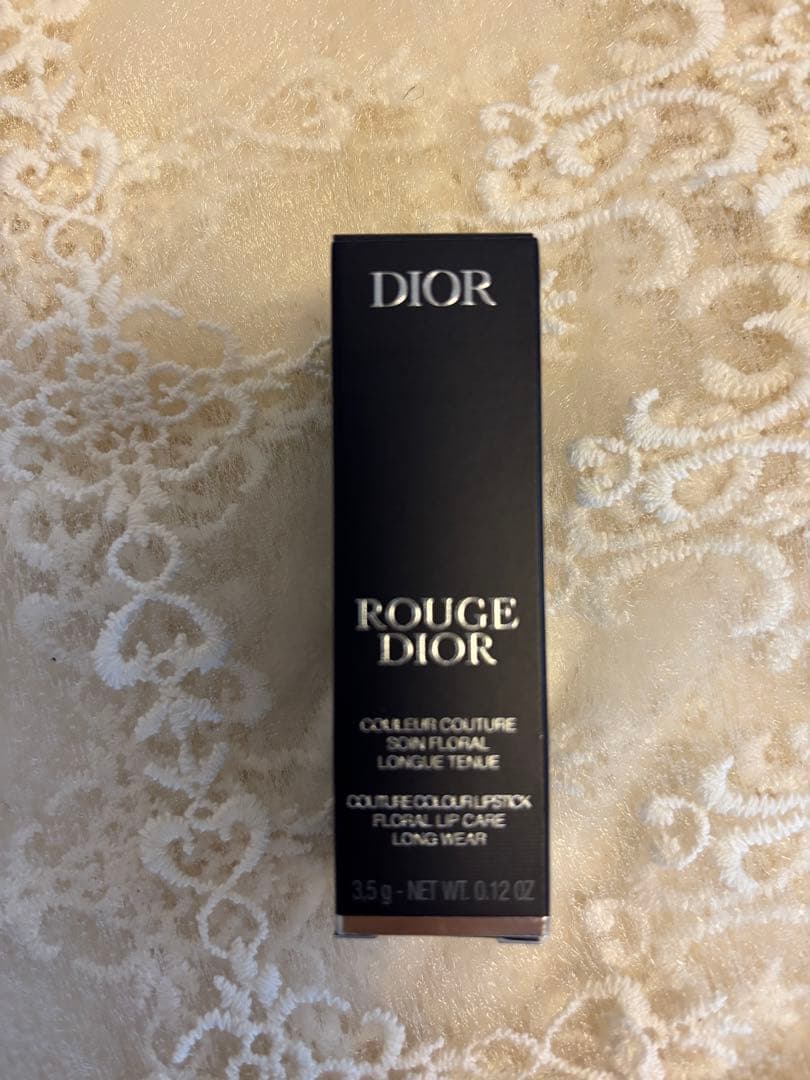 DIOR
ROUGE
DIOR
COULEUR COUTURE
SOIN FLORAL
LONGUE TENUE
COUTURE COLOUR LIPSTICK
FLORAL LIP CARE
LONG WEAR
3,5 g - NET WT. 0.12 OZ